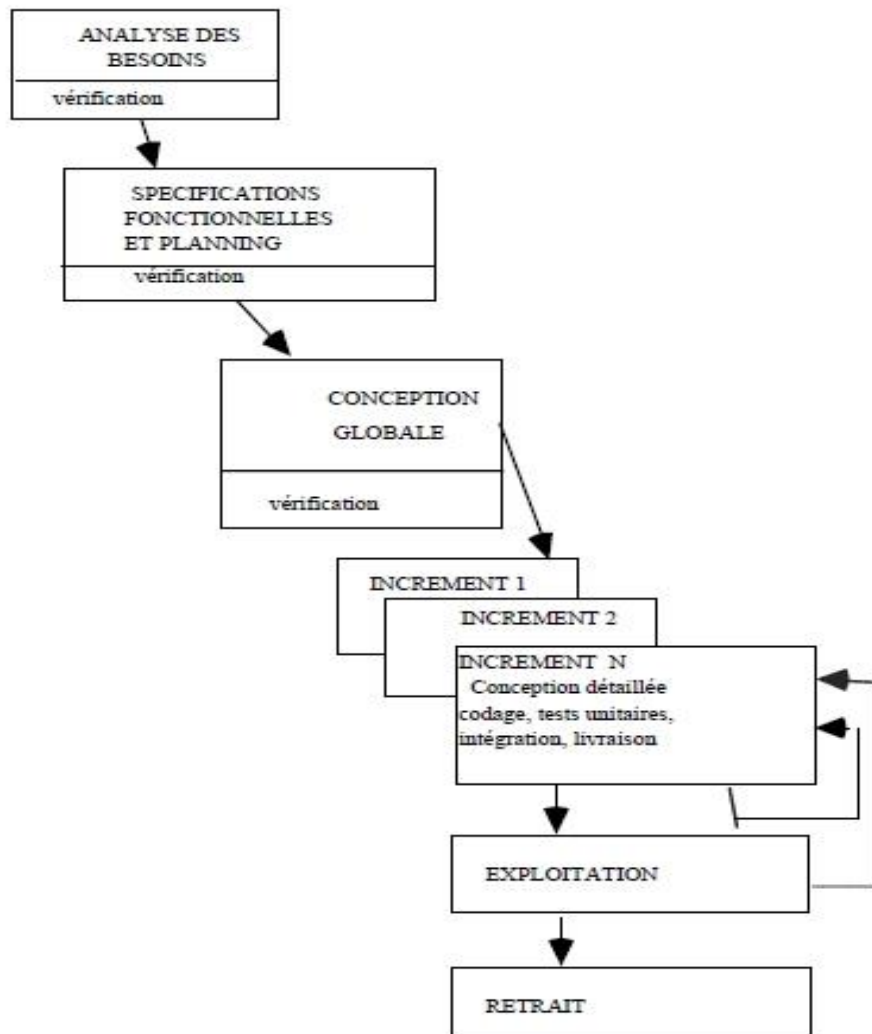 ANALYSE DES
BESOINS
vérification
SPECIFICATIONS
FONCTIONNELLES
ET PLANNING
vérification
CONCEPTION
GLOBALE
vérification
INCREMENT 1
INCREMENT 2
INCREMENT N
Conception détaillée
codage, tests unitaires,
intégration, livraison
EXPLOITATION
RETRAIT